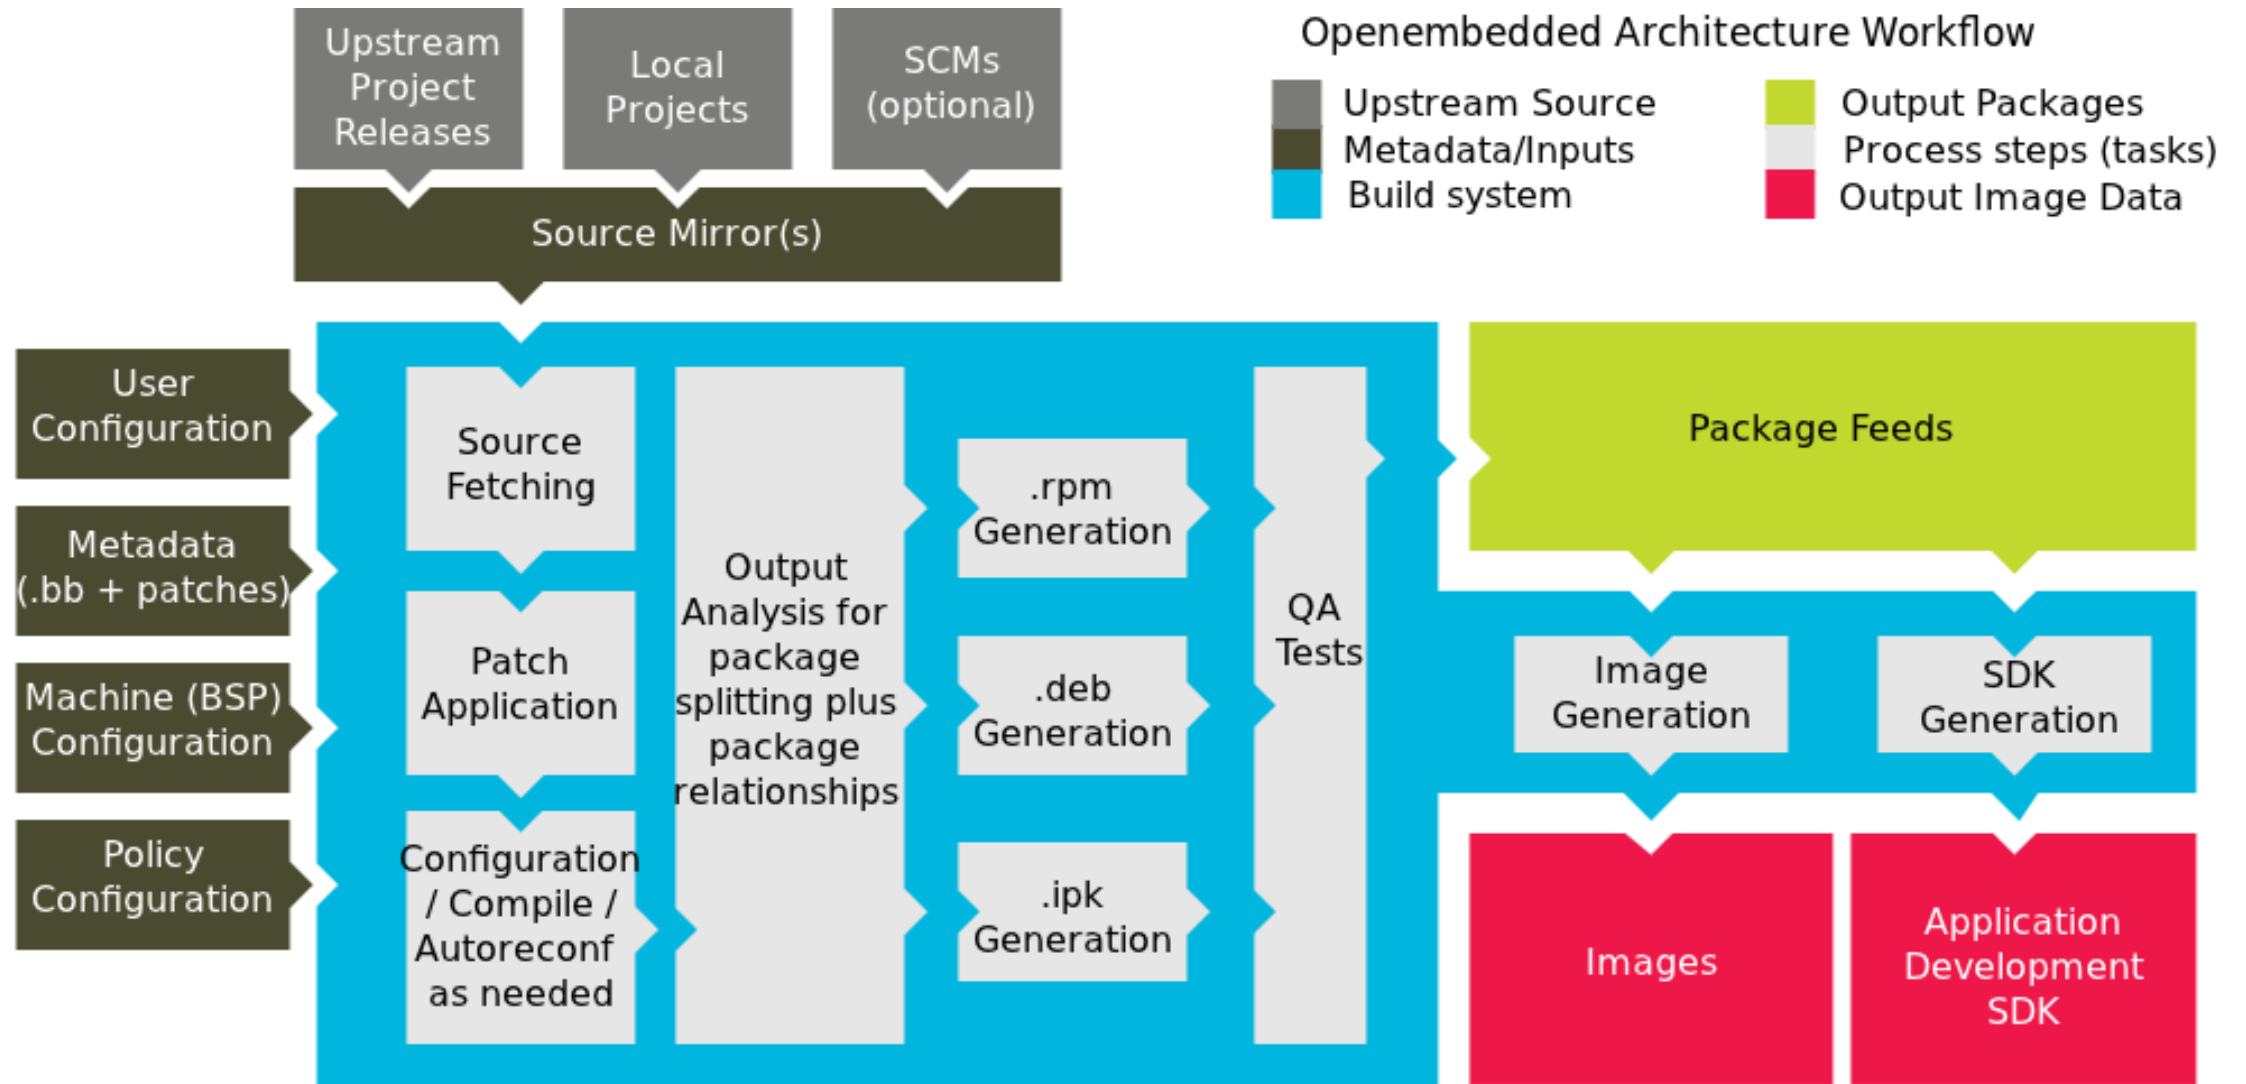 Upstream
Project
Releases
Local
Projects
SCMs
(optional)
Openembedded Architecture Workflow
Upstream Source
Metadata/Inputs
Build system
Output Packages
Process steps (tasks)
Output Image Data
Source Mirror(s)
User
Configuration
Metadata
(.bb + patches)
Machine (BSP)
Configuration
Policy
Configuration
Source
Fetching
Patch
Application
Configuration
/ Compile /
Autoreconf
as needed
Output
Analysis for
package
splitting plus
package
relationships
.rpm
Generation
.deb
Generation
.ipk
Generation
QA
Tests
Package Feeds
Image
Generation
SDK
Generation
Images
Application
Development
SDK